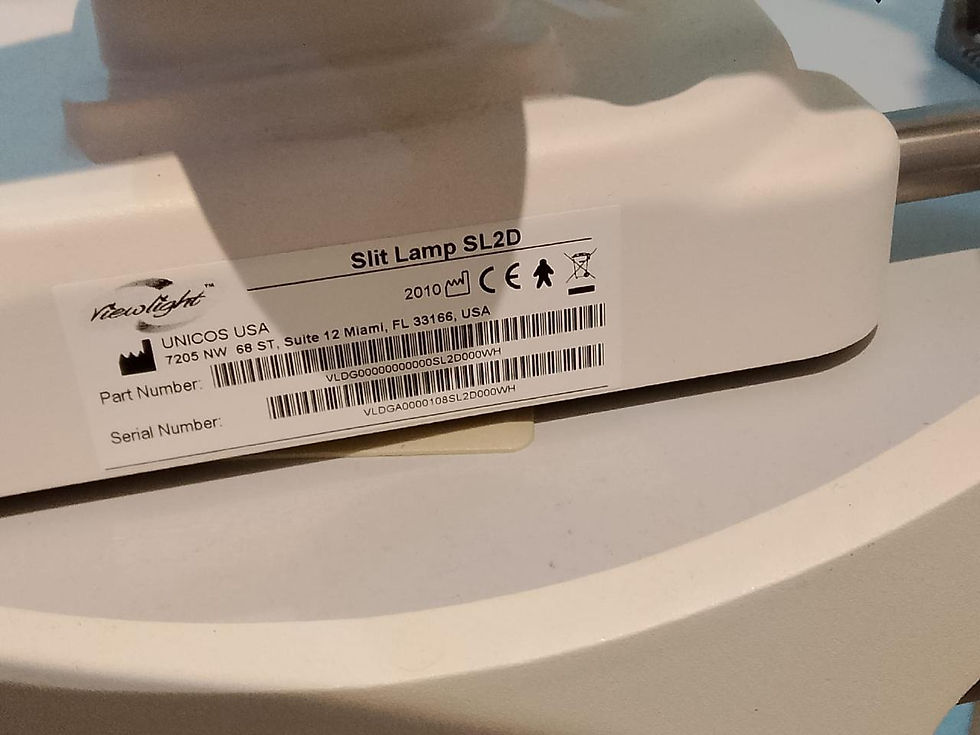 Slit Lamp SL2D
Viewlight™
2010 CE
UNICOS USA
7205 NW 68 ST, Suite 12 Miami, FL 33166, USA
Part Number:
VLDG00000000000SL2D000WH
Serial Number:
VLDGA0000108SL2D000WH